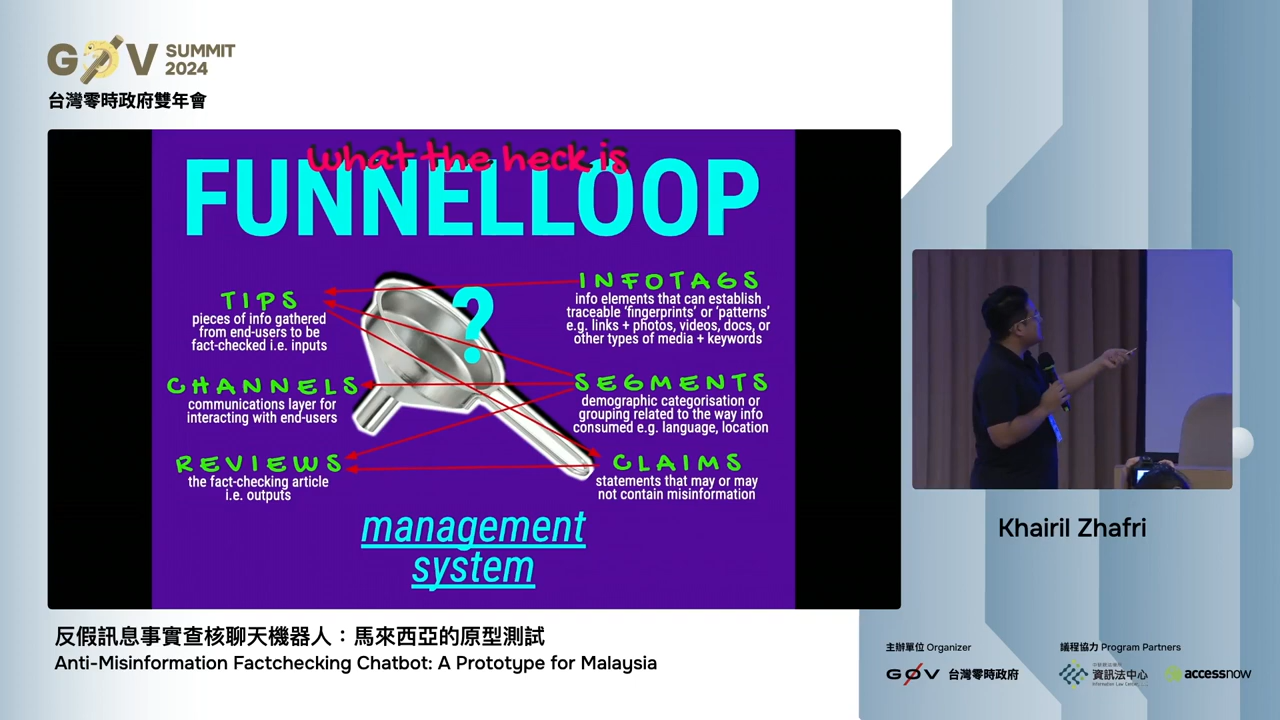 G0V SUMMIT 2024
台灣零時政府雙年會
what the heck is
FUNNELLOOP
?
TIPS
pieces of info gathered
from end-users to be
fact-checked i.e. inputs
CHANNELS
communications layer for
interacting with end-users
REVIEWS
the fact-checking article
i.e. outputs
INFOTAGS
info elements that can establish
traceable 'fingerprints' or 'patterns'
e.g. links + photos, videos, docs, or
other types of media + keywords
SEGMENTS
demographic categorisation or
grouping related to the way info
consumed e.g. language, location
CLAIMS
statements that may or may
not contain misinformation
management
system
Khairil Zhafri
反假訊息事實查核聊天機器人：馬來西亞的原型測試
Anti-Misinformation Factchecking Chatbot: A Prototype for Malaysia
主辦單位 Organizer
G0V 台灣零時政府
議程協力 Program Partners
資訊法中心
Information Law Center
accessnow